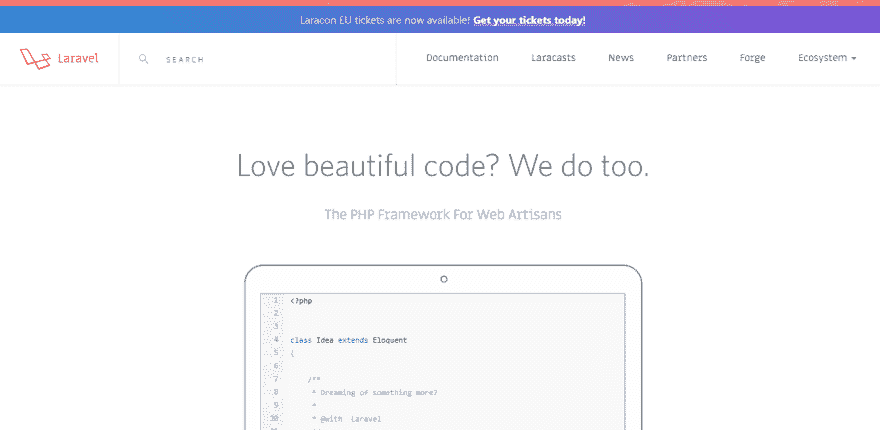 Laracon EU tickets are now available! Get your tickets today!
Laravel SEARCH Documentation Laracasts News Partners Forge Ecosystem
Love beautiful code? We do too.
The PHP Framework For Web Artisans
1 <?php
2
3
4 class Idea extends Eloquent
5 {
6
7 /**
8 * Dreaming of something more?
9 *
10 * @with Laravel